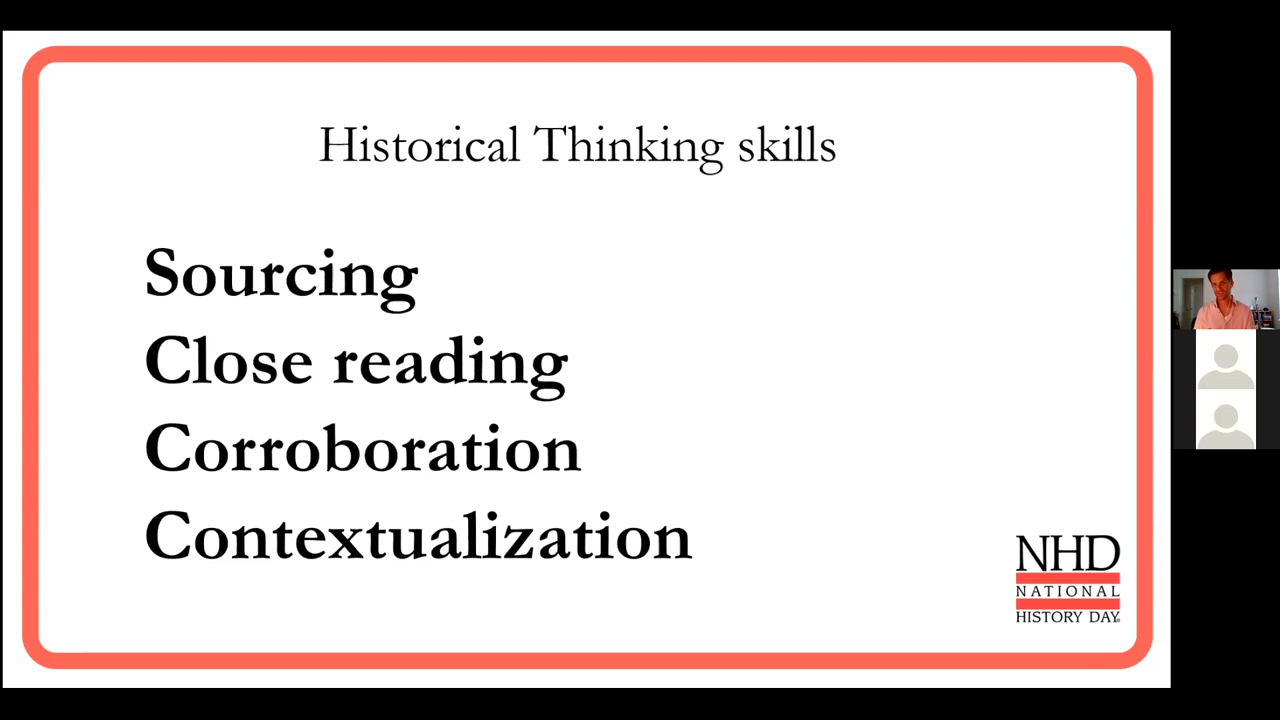 Historical Thinking skills
Sourcing
Close reading
Corroboration
Contextualization
NHD
NATIONAL
HISTORY DAY